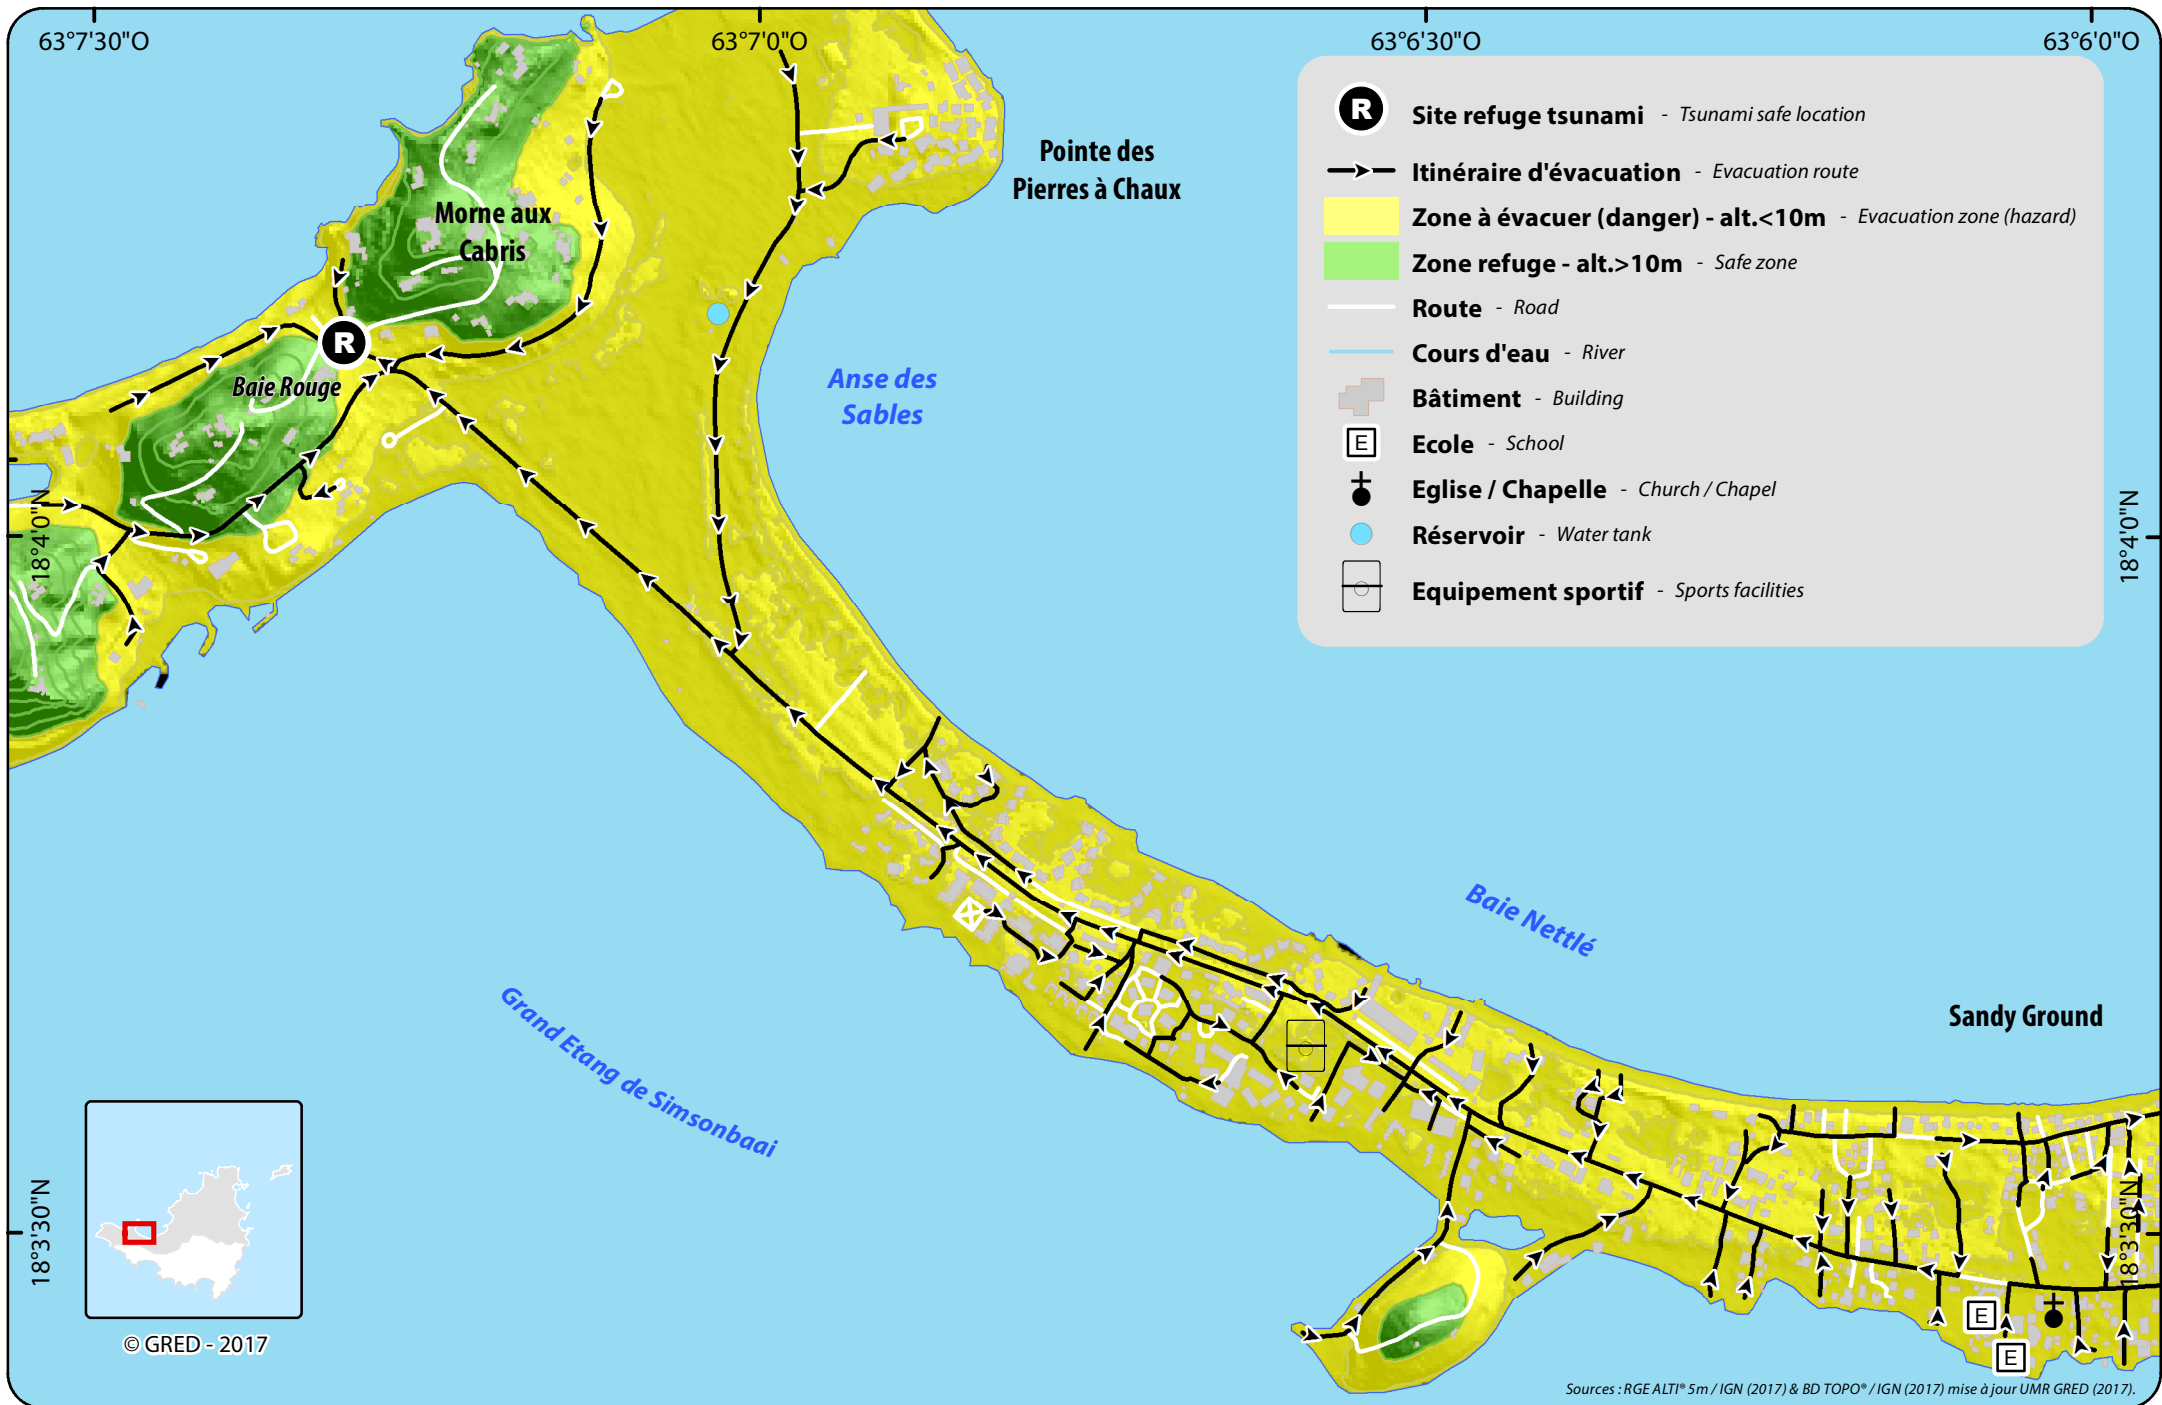 63°7'30"O
63°7'0"O
63°6'30"O
63°6'0"O
R
Site refuge tsunami - Tsunami safe location
Itinéraire d'évacuation - Evacuation route
Zone à évacuer (danger) - alt.<10m - Evacuation zone (hazard)
Zone refuge - alt.>10m - Safe zone
Route - Road
Cours d'eau - River
Bâtiment - Building
E
Ecole - School
Eglise / Chapelle - Church / Chapel
Réservoir - Water tank
Equipement sportif - Sports facilities
Pointe des
Pierres à Chaux
Morne aux
Cabris
R
Baie Rouge
Anse des
Sables
18°4'0"N
18°4'0"N
Baie Nettlé
Grand Etang de Simsonbaai
Sandy Ground
18°3'30"N
18°3'30"N
E
E
© GRED - 2017
Sources : RGE ALTI® 5m / IGN (2017) & BD TOPO® / IGN (2017) mise à jour UMR GRED (2017).